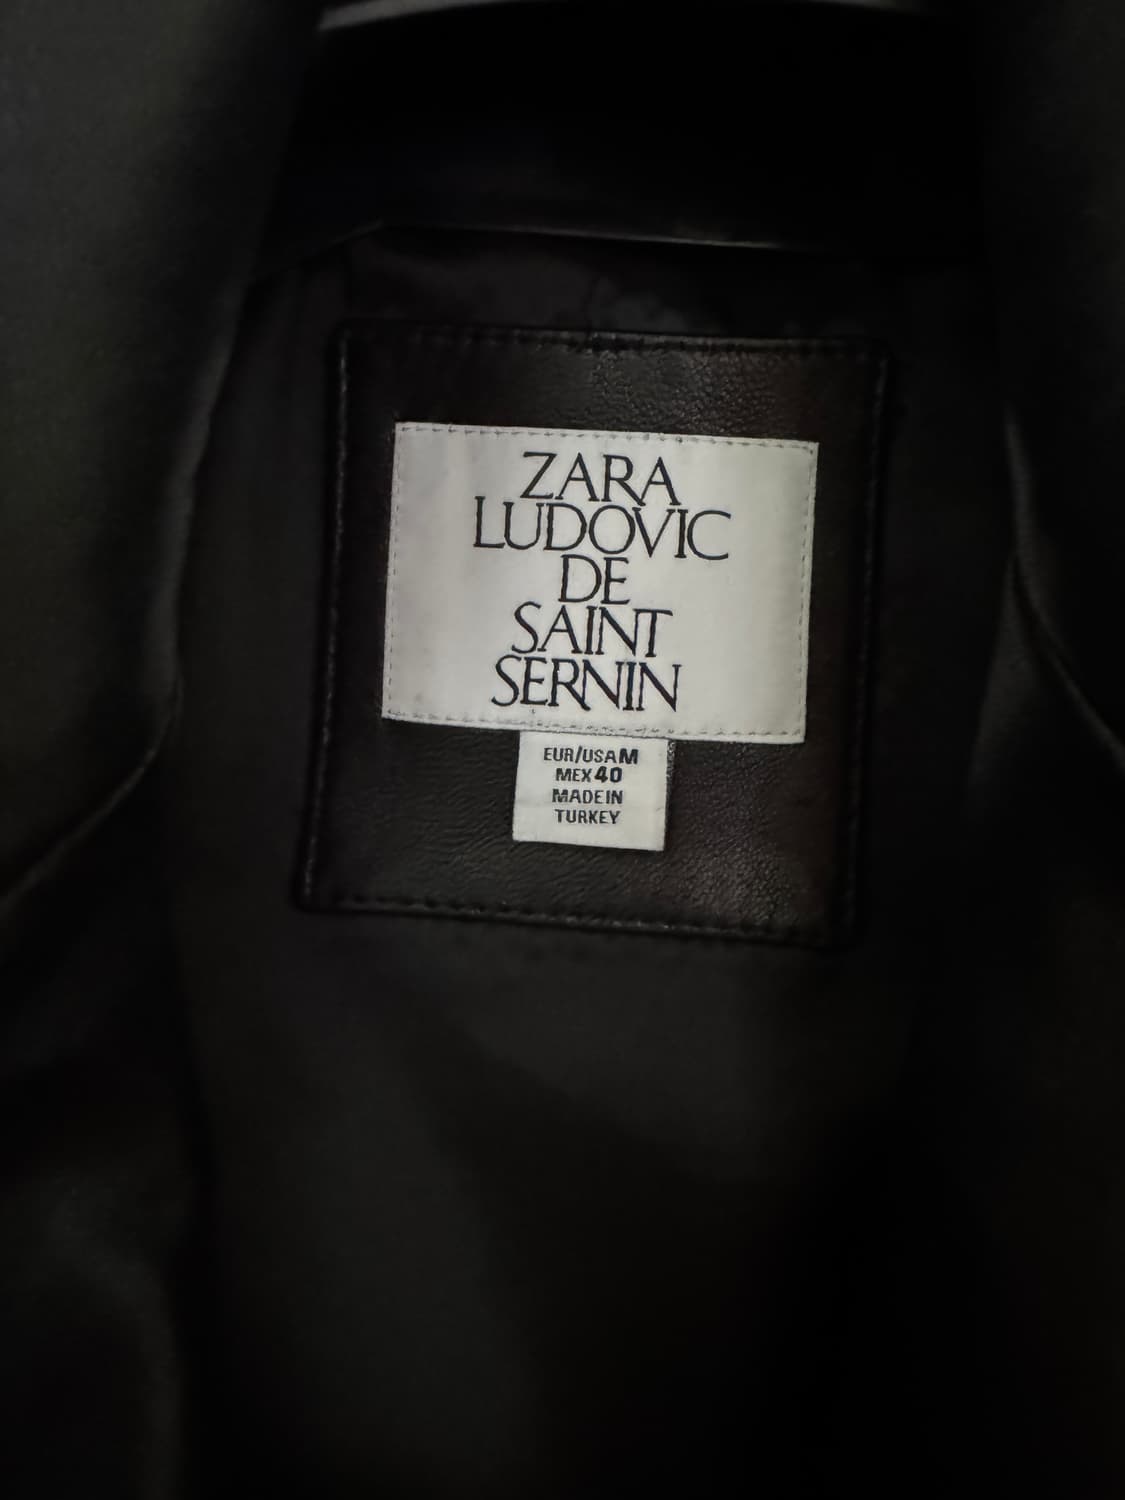 ZARA
LUDOVIC
DE
SAINT
SERNIN
EUR/USA M
MEX 40
MADE IN
TURKEY